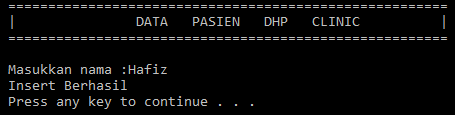 =======================================================
|               DATA   PASIEN   DHP   CLINIC          |
=======================================================
Masukkan nama :Hafiz
Insert Berhasil
Press any key to continue . . .